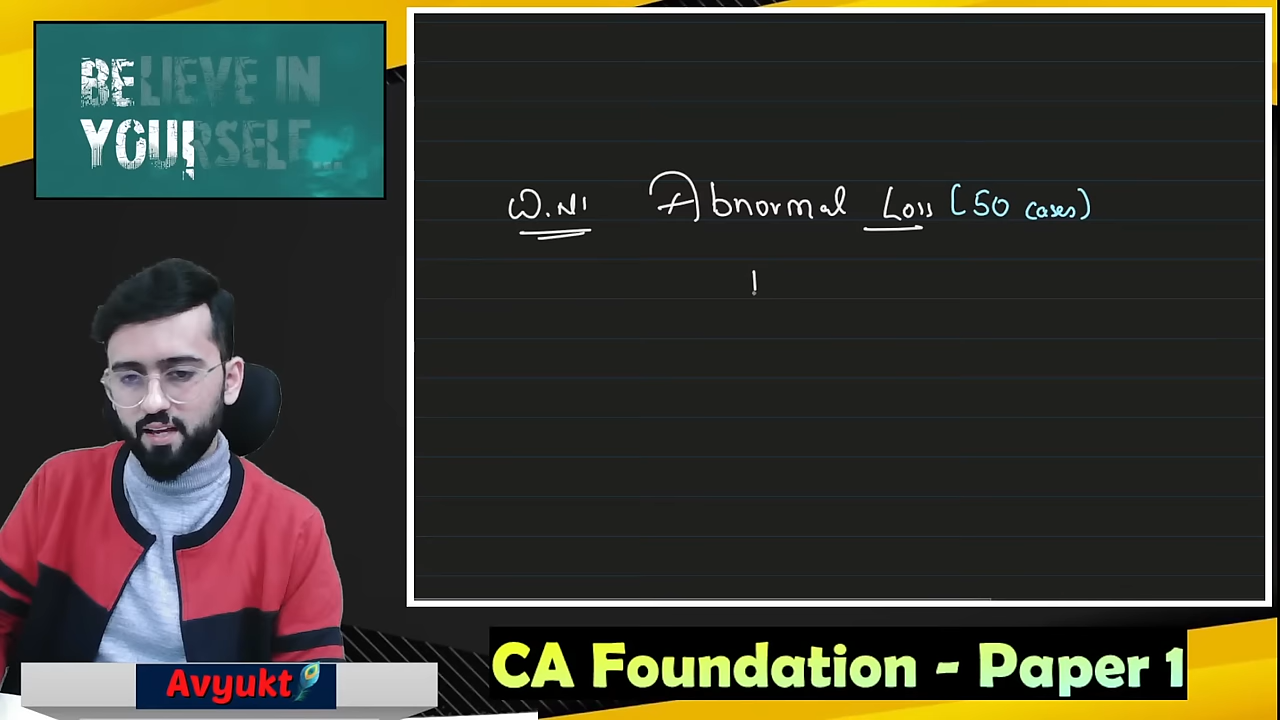 BELIEVE IN
YOURSELF...
W.N1 Abnormal Loss (50 cases)
Avyukt
CA Foundation - Paper 1